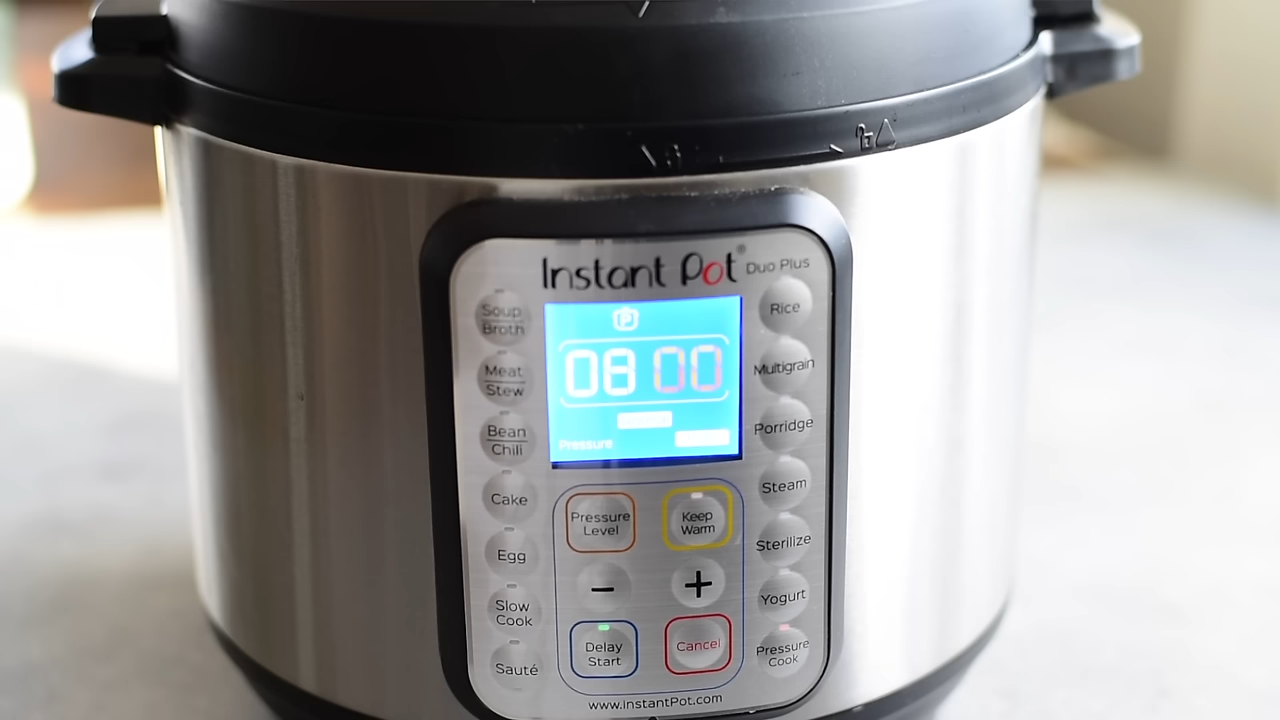 Instant Pot® Duo Plus
Soup
Broth
Meat
Stew
Bean
Chili
Cake
Egg
Slow
Cook
Sauté
P
08 00
Pressure
Pressure
Level
Keep
Warm
−
+
Delay
Start
Cancel
Rice
Multigrain
Porridge
Steam
Sterilize
Yogurt
Pressure
Cook
www.InstantPot.com